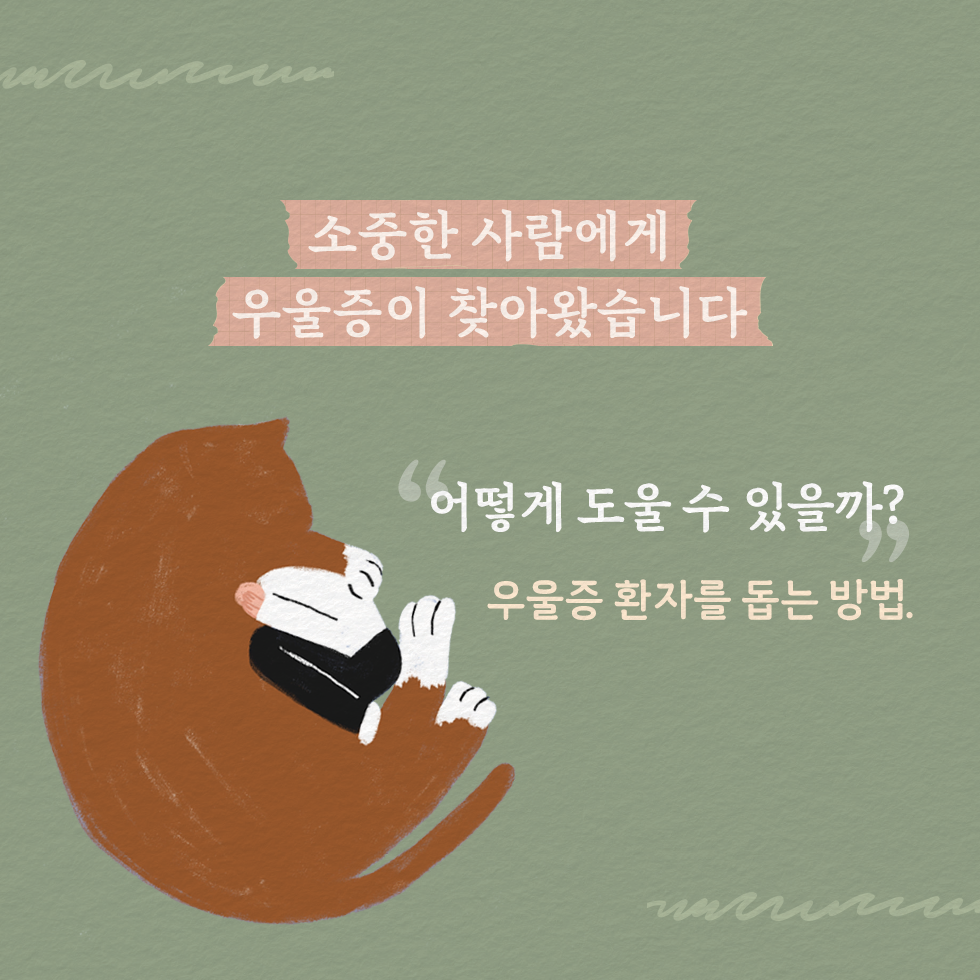 소중한 사람에게
우울증이 찾아왔습니다
“어떻게 도울 수 있을까?”
우울증 환자를 돕는 방법.